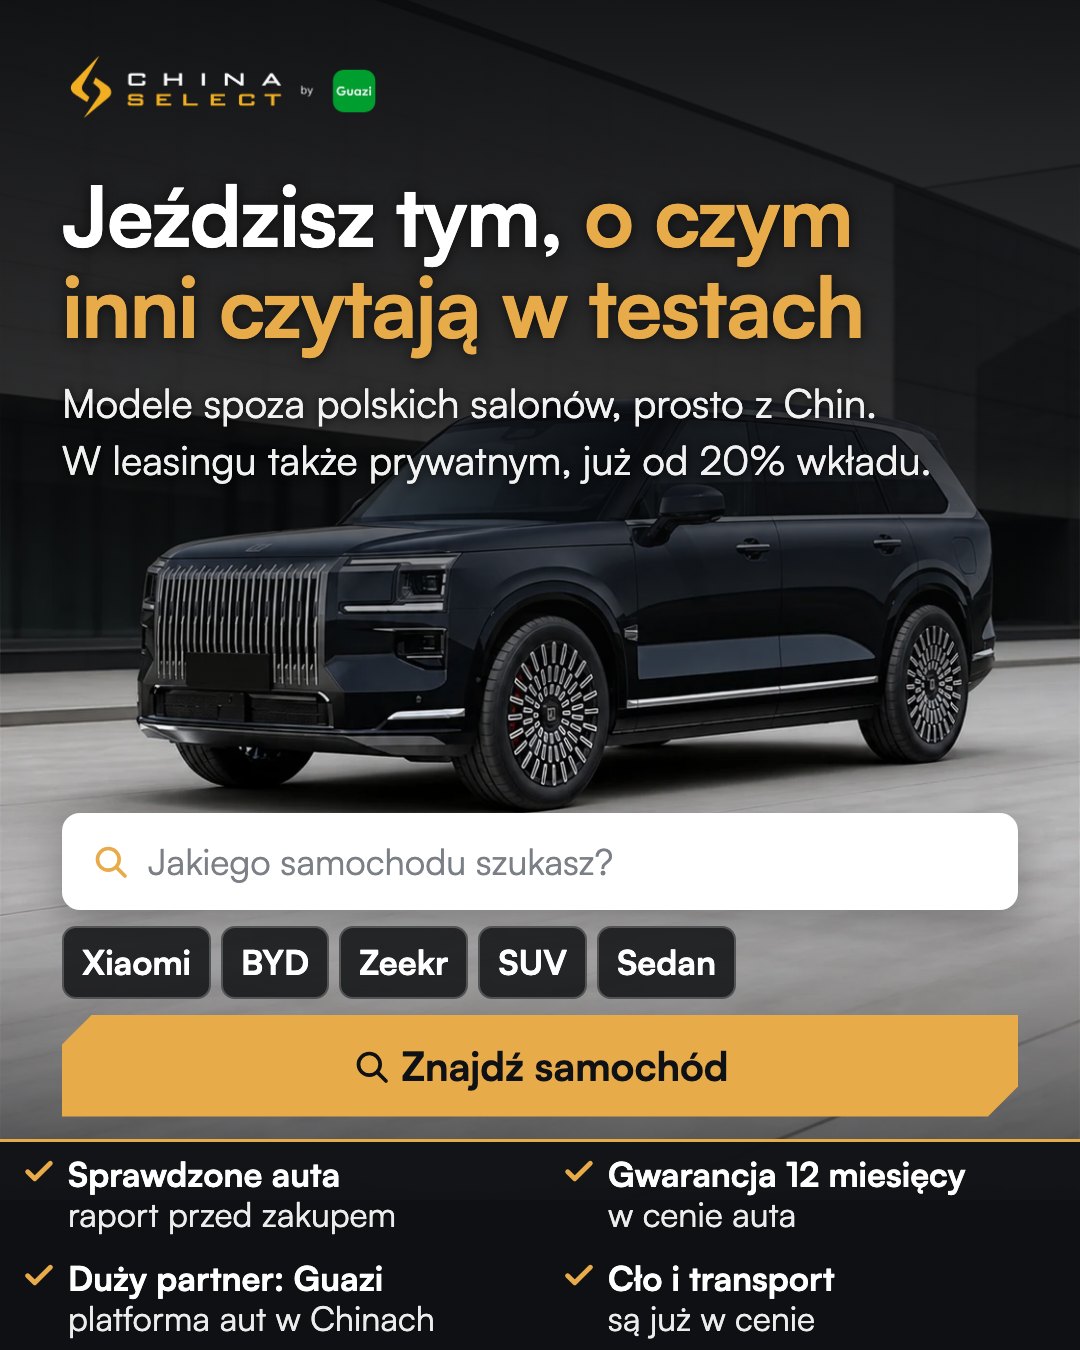 CHINA
SELECT
by
Guazi
Jeździsz tym, o czym
inni czytają w testach
Modele spoza polskich salonów, prosto z Chin.
W leasingu także prywatnym, już od 20% wkładu.
Jakiego samochodu szukasz?
Xiaomi BYD Zeekr SUV Sedan
Znajdź samochód
Sprawdzone auta
raport przed zakupem
Gwarancja 12 miesięcy
w cenie auta
Duży partner: Guazi
platforma aut w Chinach
Cło i transport
są już w cenie